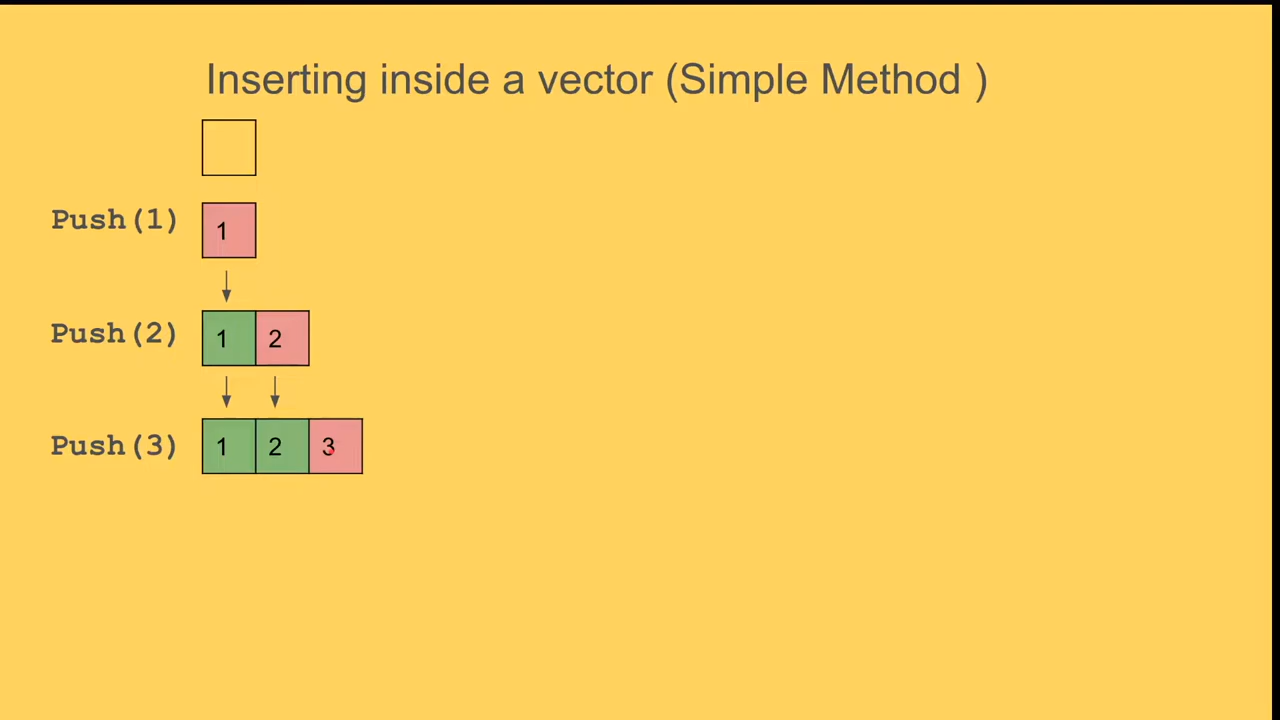 Inserting inside a vector (Simple Method )
Push(1) 1
Push(2) 1 2
Push(3) 1 2 3